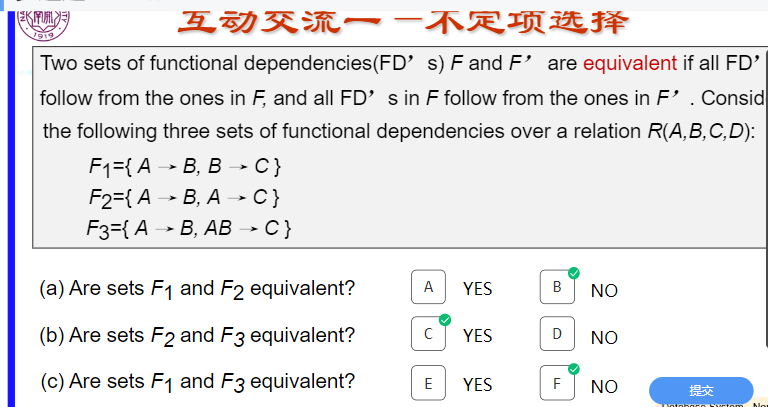 互动交流一 一不定项选择
1919
Two sets of functional dependencies(FD’ s) F and F’ are equivalent if all FD’
follow from the ones in F, and all FD’ s in F follow from the ones in F’ . Consid
the following three sets of functional dependencies over a relation R(A,B,C,D):
F1={ A → B, B → C}
F2={ A → B, A → C}
F3={ A → B, AB → C}
(a) Are sets F1 and F2 equivalent? A YES B NO
(b) Are sets F2 and F3 equivalent? C YES D NO
(c) Are sets F1 and F3 equivalent? E YES F NO
提交